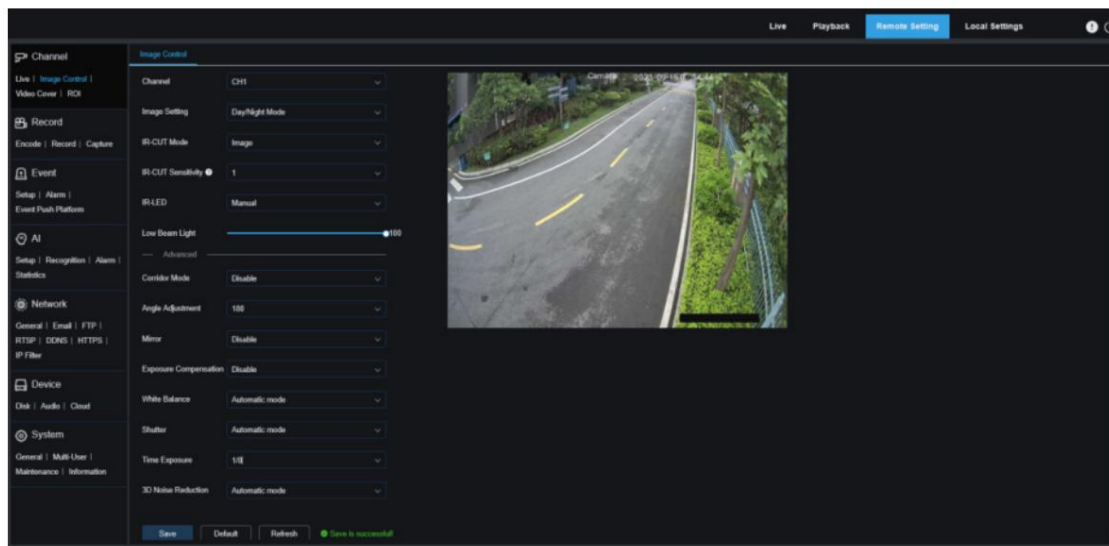 Live Playback Remote Setting Local Settings
Channel
Live | Image Control |
Video Cover | ROI
Record
Encode | Record | Capture
Event
Setup | Alarm |
Event Push Platform
AI
Setup | Recognition | Alarm |
Statistics
Network
General | Email | FTP |
RTSP | DDNS | HTTPS |
IP Filter
Device
Disk | Audio | Cloud
System
General | Multi-User |
Maintenance | Information
Image Control
Channel CH1
Image Setting Day/Night Mode
IR-CUT Mode Image
IR-CUT Sensitivity 1
IR-LED Manual
Low Beam Light 100
Advanced
Corridor Mode Disable
Angle Adjustment 180
Mirror Disable
Exposure Compensation Disable
White Balance Automatic mode
Shutter Automatic mode
Time Exposure
3D Noise Reduction Automatic mode
Save Default Refresh Save is successful!